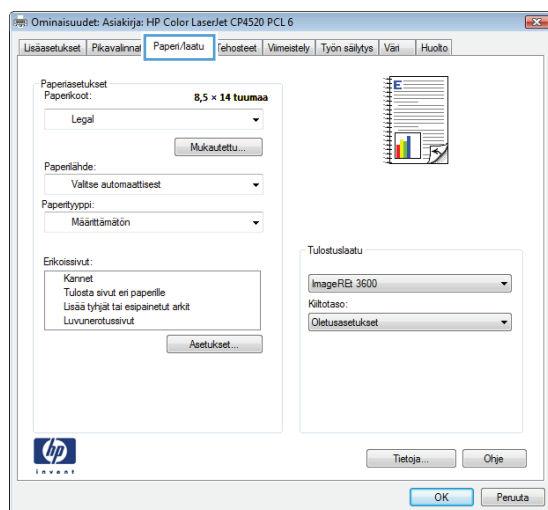 Ominaisuudet: Asiakirja: HP Color LaserJet CP4520 PCL 6
Lisäasetukset Pikavalinnat Paperi/laatu Tehosteet Viimeistely Työn säilytys Väri Huolto
Paperiasetukset
Paperikoot: 8,5 × 14 tuumaa
Legal
Mukautettu...
Paperilähde:
Valitse automaattisest
Paperityyppi:
Määrittämätön
Erikoissivut:
Kannet
Tulosta sivut eri paperille
Lisää tyhjät tai esipainetut arkit
Luvunerotussivut
Asetukset...
E
Tulostuslaatu
ImageREt 3600
Kiiltotaso:
Oletusasetukset
hp
invent
Tietoja... Ohje
OK Peruuta